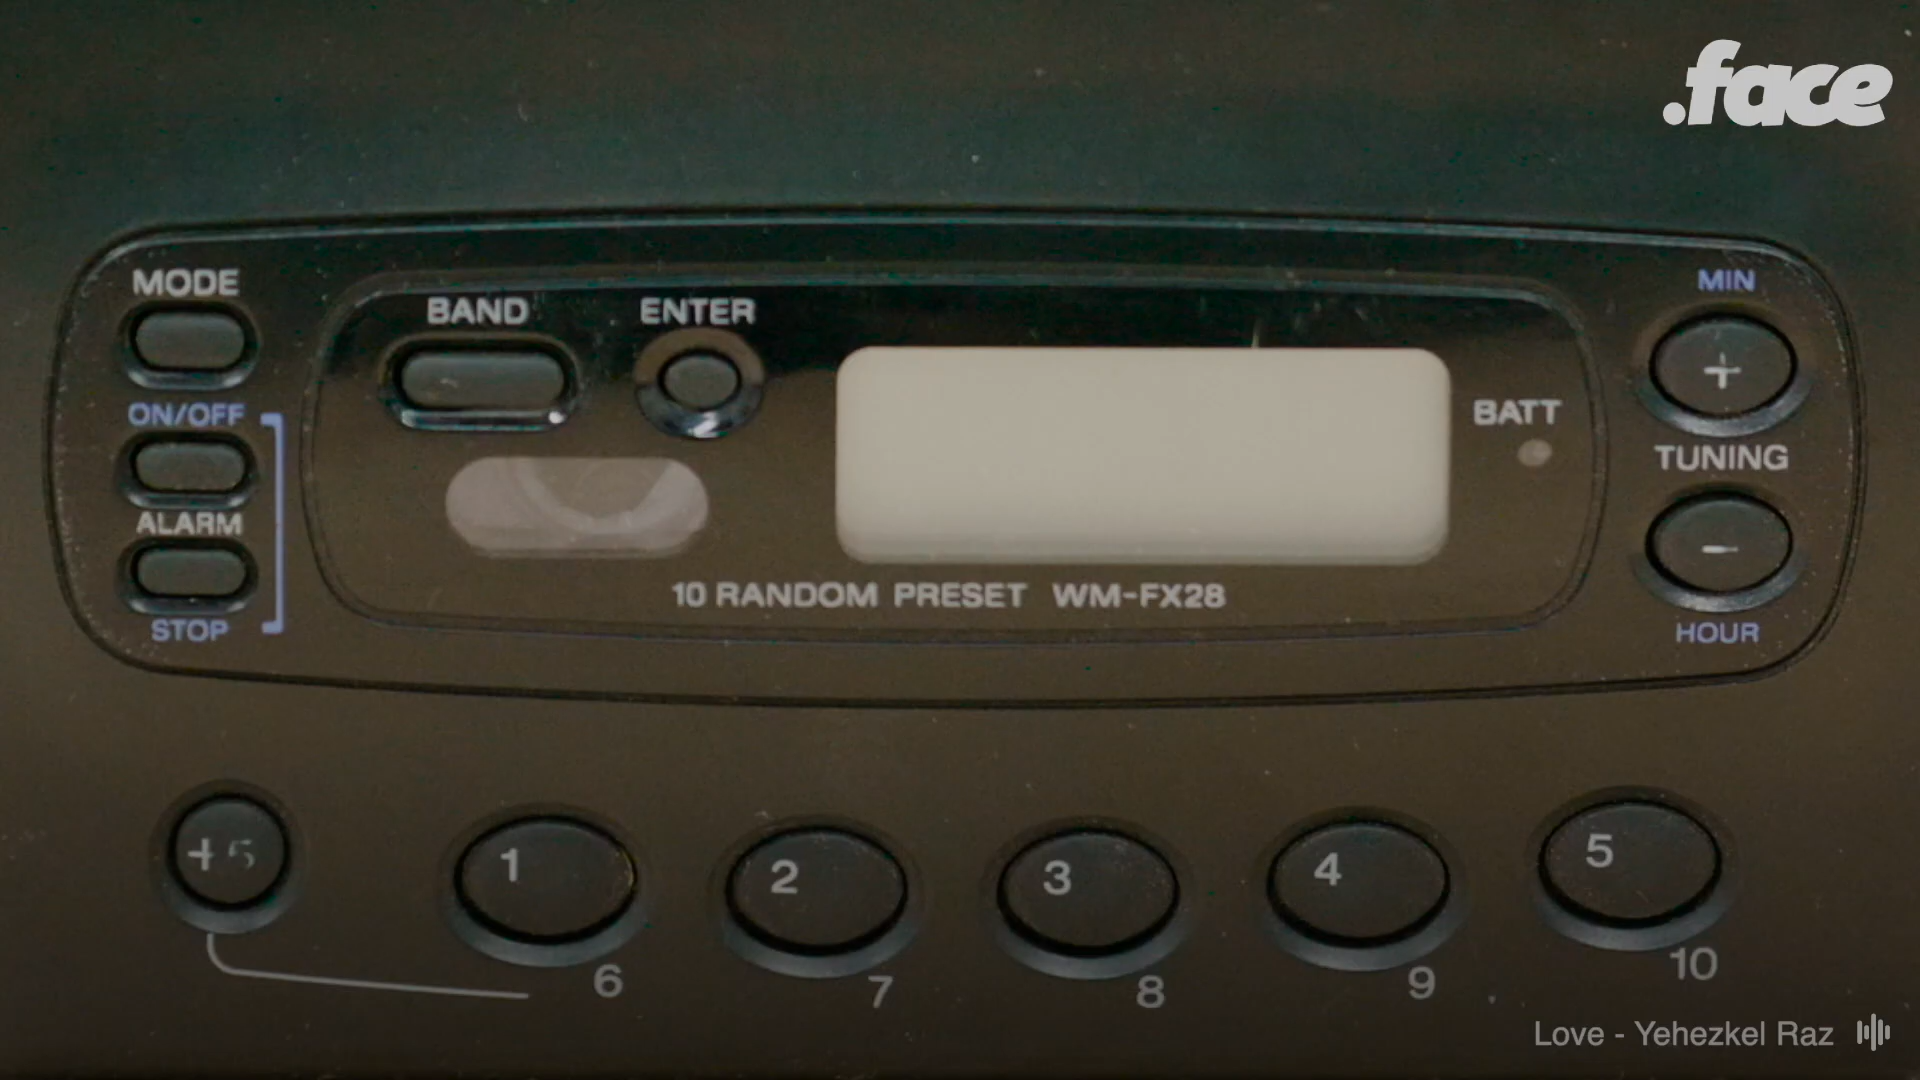 .face
MODE
BAND
ENTER
MIN
+
ON/OFF
BATT
TUNING
ALARM
-
10 RANDOM PRESET WM-FX28
STOP
HOUR
+5
1
2
3
4
5
6
7
8
9
10
Love - Yehezkel Raz